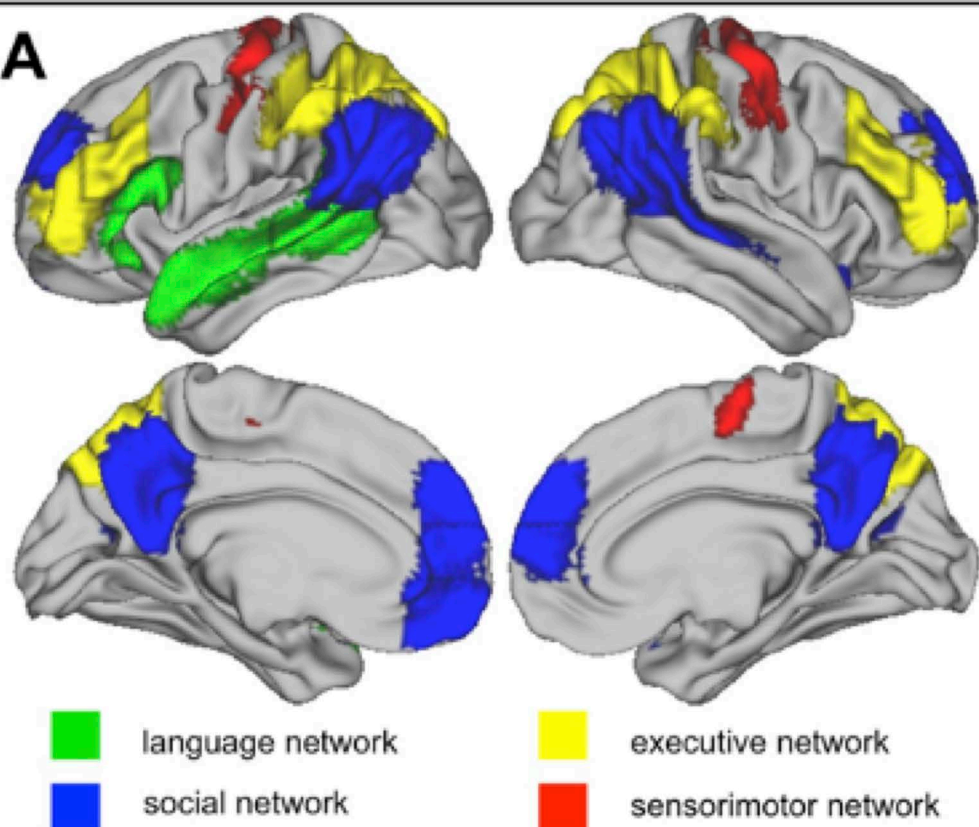 A
language network
executive network
social network
sensorimotor network